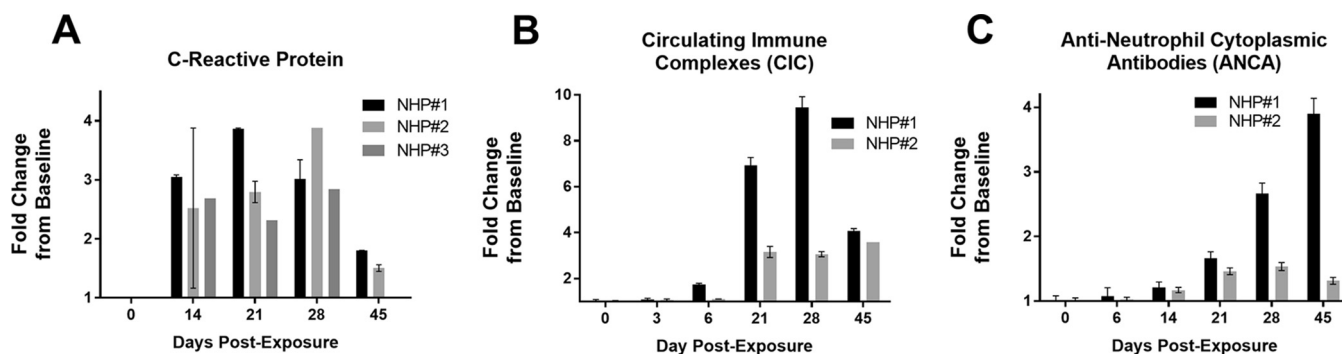 A
C-Reactive Protein
Fold Change
from Baseline
4
3
2
1
NHP#1
NHP#2
NHP#3
0 14 21 28 45
Days Post-Exposure
B
Circulating Immune
Complexes (CIC)
Fold Change
from Baseline
10
8
6
4
2
NHP#1
NHP#2
0 3 6 21 28 45
Day Post-Exposure
C
Anti-Neutrophil Cytoplasmic
Antibodies (ANCA)
Fold Change
from Baseline
4
3
2
1
NHP#1
NHP#2
0 6 14 21 28 45
Days Post-Exposure